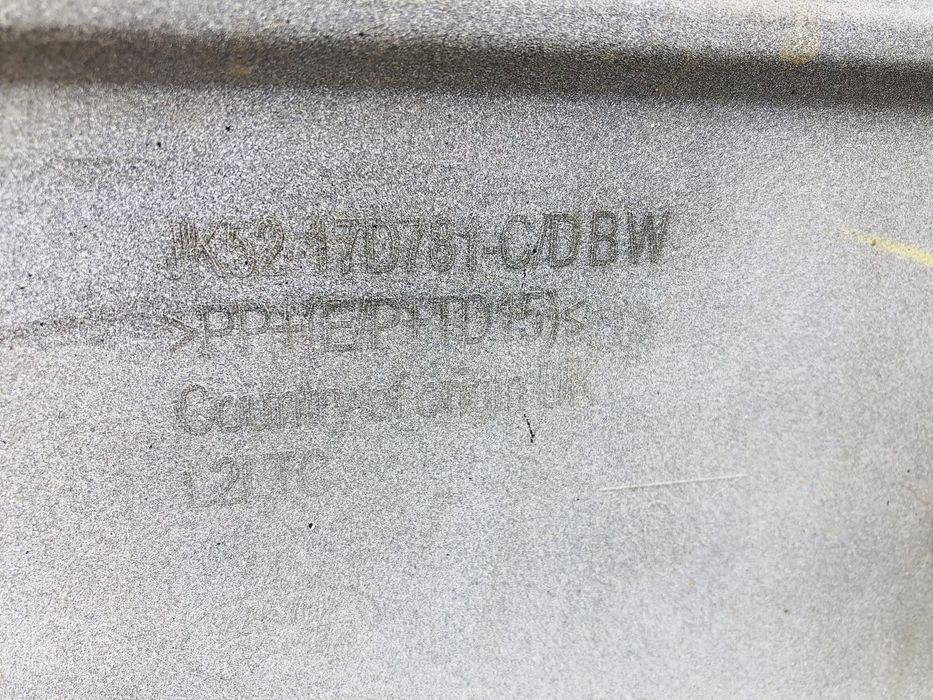 JK52-17D781-C/DBW
>PP+(E/P+TD15)<
Country of origin UK
L2LTC